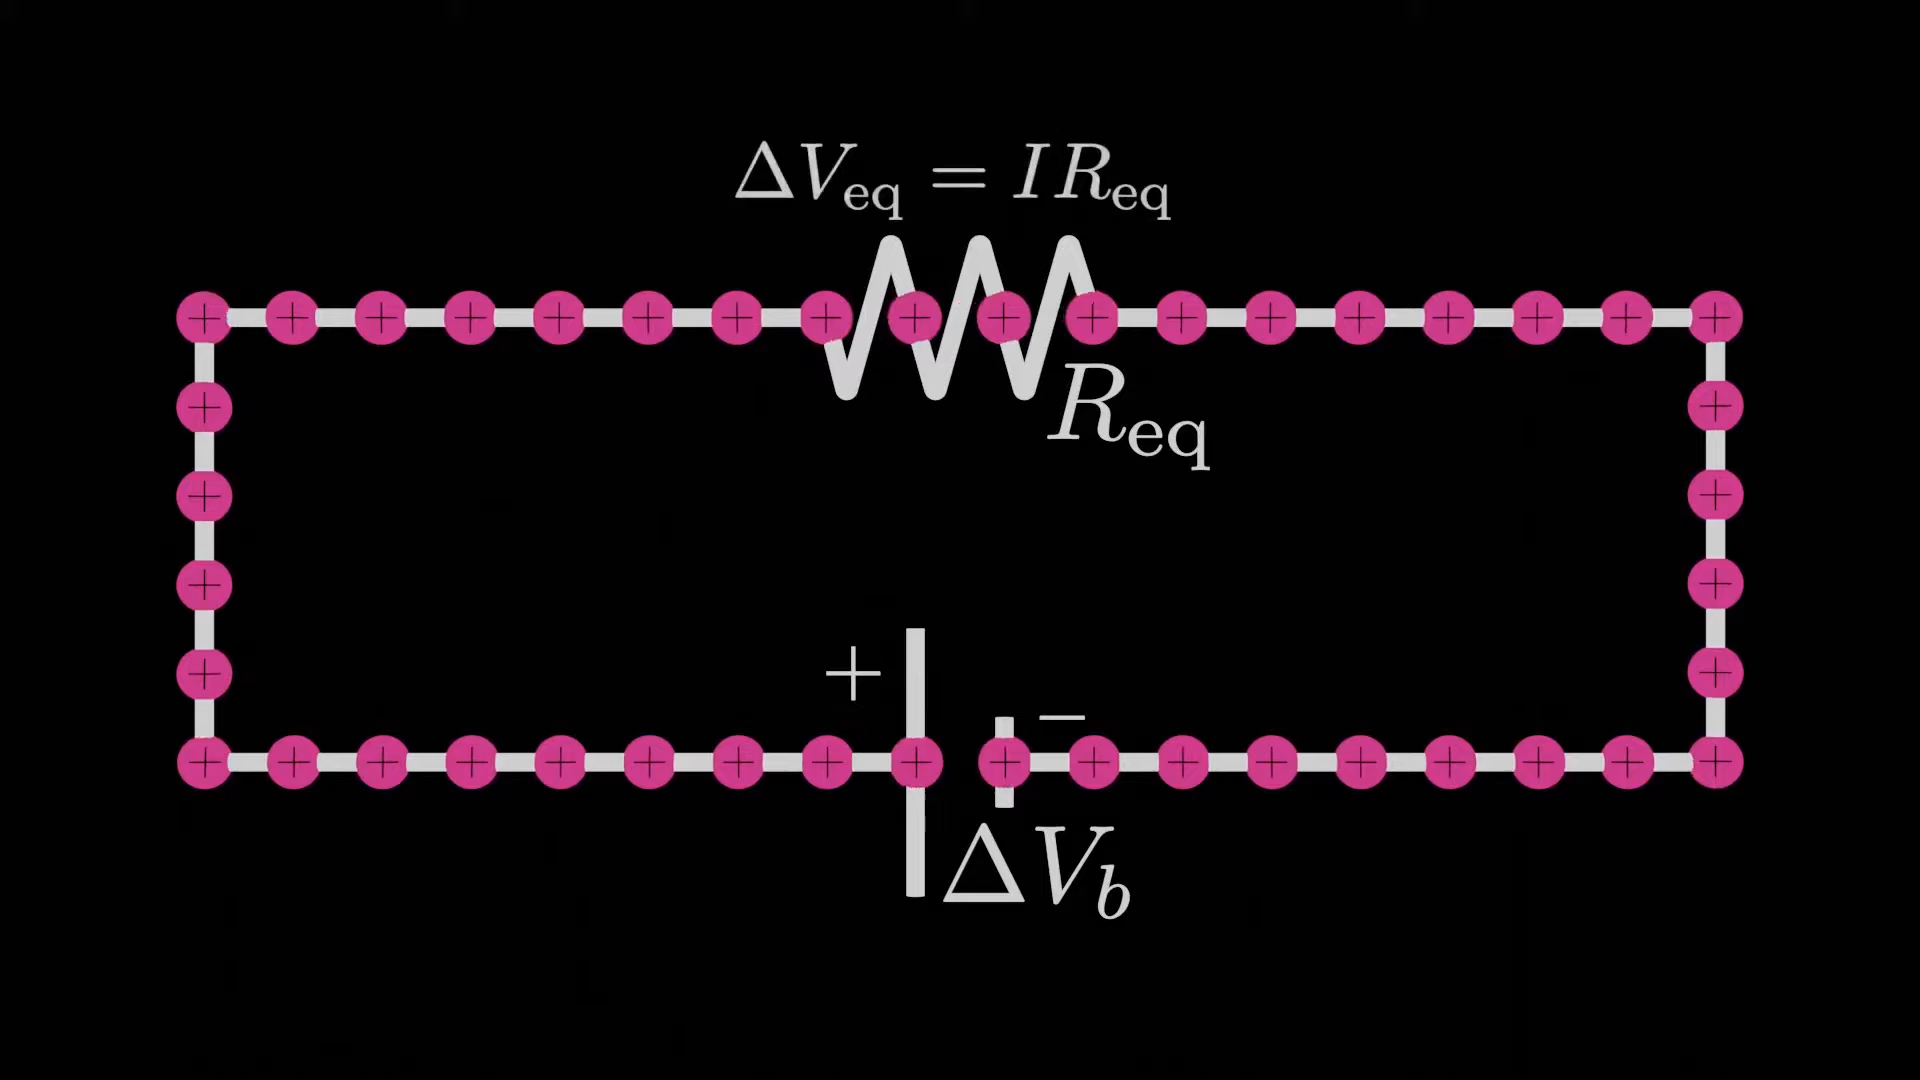 ΔV_eq = IR_eq
R_eq
+
−
ΔV_b